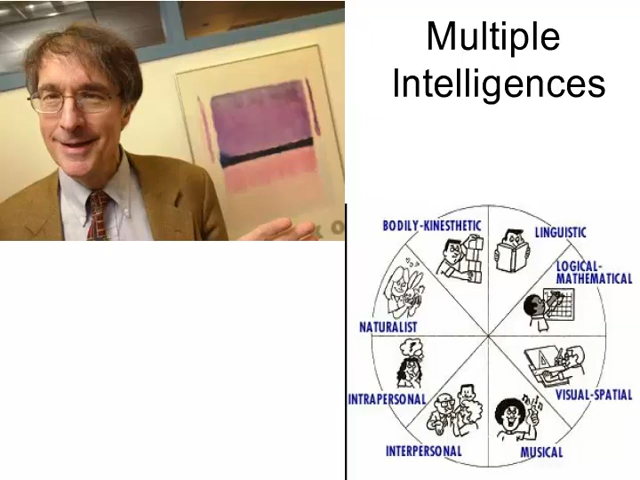 Multiple
Intelligences
BODILY-KINESTHETIC
LINGUISTIC
LOGICAL-
MATHEMATICAL
NATURALIST
INTRAPERSONAL
VISUAL-SPATIAL
INTERPERSONAL
MUSICAL